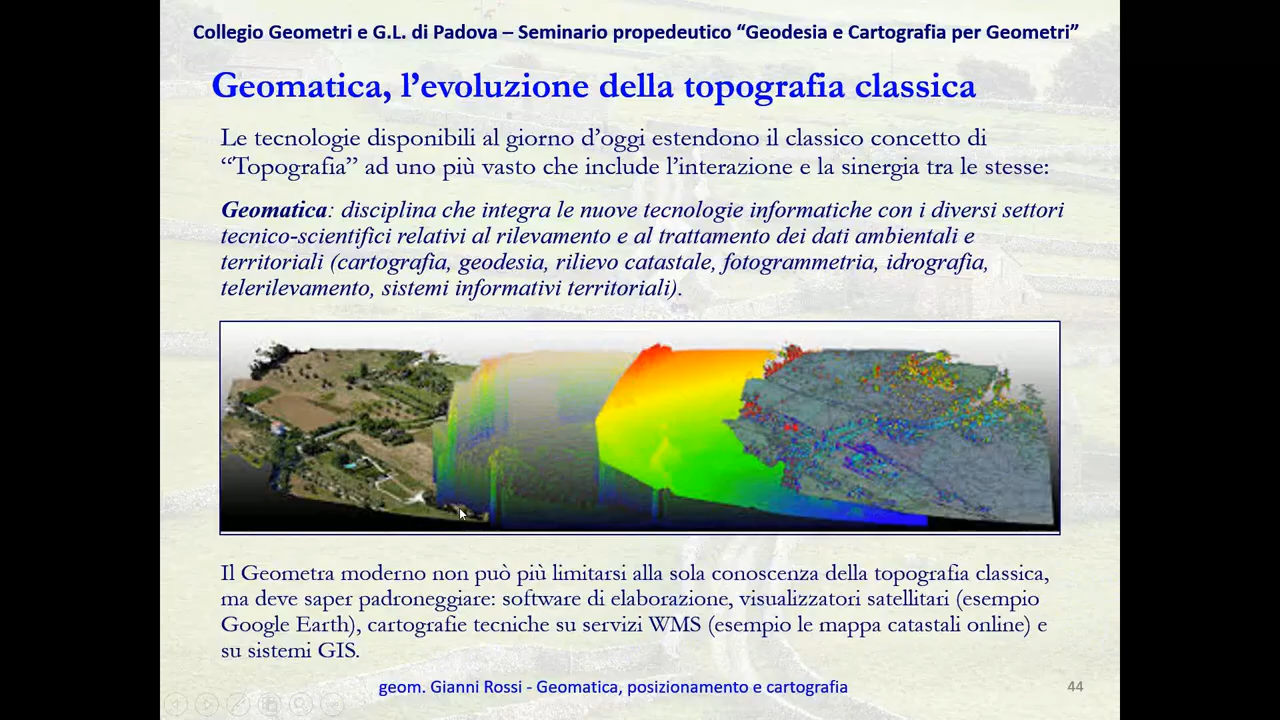 Collegio Geometri e G.L. di Padova – Seminario propedeutico “Geodesia e Cartografia per Geometri”
Geomatica, l’evoluzione della topografia classica
Le tecnologie disponibili al giorno d’oggi estendono il classico concetto di
“Topografia” ad uno più vasto che include l’interazione e la sinergia tra le stesse:
Geomatica: disciplina che integra le nuove tecnologie informatiche con i diversi settori
tecnico-scientifici relativi al rilevamento e al trattamento dei dati ambientali e
territoriali (cartografia, geodesia, rilievo catastale, fotogrammetria, idrografia,
telerilevamento, sistemi informativi territoriali).
Il Geometra moderno non può più limitarsi alla sola conoscenza della topografia classica,
ma deve saper padroneggiare: software di elaborazione, visualizzatori satellitari (esempio
Google Earth), cartografie tecniche su servizi WMS (esempio le mappa catastali online) e
su sistemi GIS.
geom. Gianni Rossi - Geomatica, posizionamento e cartografia
44